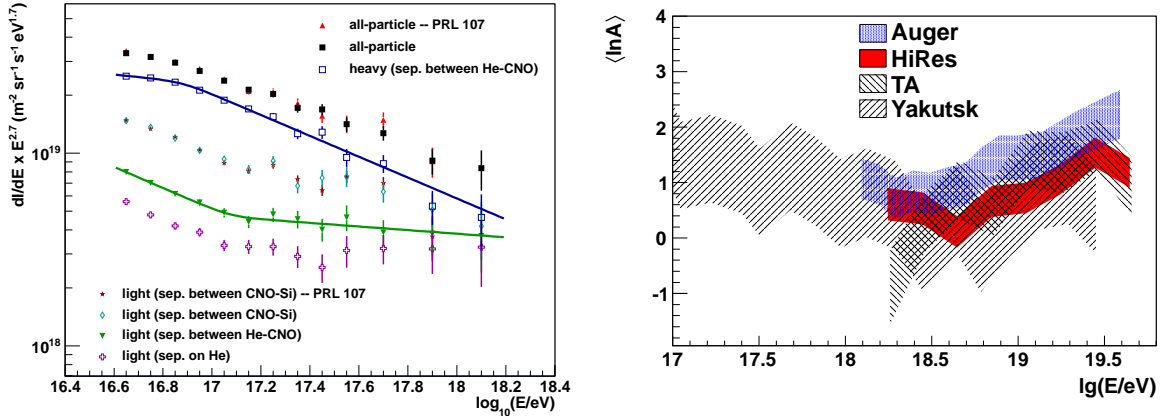 dI/dE x E^2.7 (m^-2 sr^-1 s^-1 eV^1.7)
10^19
10^18
all-particle -- PRL 107
all-particle
heavy (sep. between He-CNO)
light (sep. between CNO-Si) -- PRL 107
light (sep. between CNO-Si)
light (sep. between He-CNO)
light (sep. on He)
16.4 16.6 16.8 17 17.2 17.4 17.6 17.8 18 18.2 18.4
log10(E/eV)
⟨lnA⟩
4
3
2
1
0
-1
Auger
HiRes
TA
Yakutsk
17 17.5 18 18.5 19 19.5
lg(E/eV)